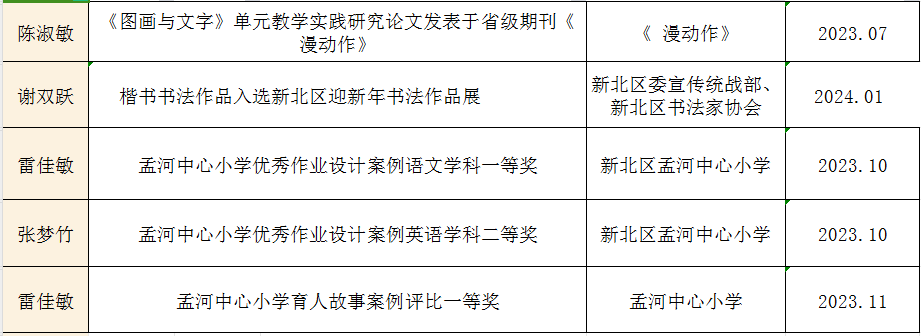 陈淑敏
《图画与文字》单元教学实践研究论文发表于省级期刊《
漫动作》
《 漫动作》
2023.07
谢双跃
楷书书法作品入选新北区迎新年书法作品展
新北区委宣传统战部、
新北区书法家协会
2024.01
雷佳敏
孟河中心小学优秀作业设计案例语文学科一等奖
新北区孟河中心小学
2023.10
张梦竹
孟河中心小学优秀作业设计案例英语学科二等奖
新北区孟河中心小学
2023.10
雷佳敏
孟河中心小学育人故事案例评比一等奖
孟河中心小学
2023.11